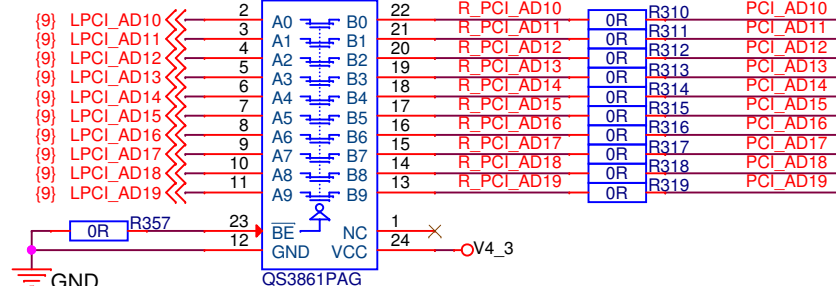 {9} LPCI_AD10 2 A0 B0 22 R_PCI_AD10 0R R310 PCI_AD10
{9} LPCI_AD11 3 A1 B1 21 R_PCI_AD11 0R R311 PCI_AD11
{9} LPCI_AD12 4 A2 B2 20 R_PCI_AD12 0R R312 PCI_AD12
{9} LPCI_AD13 5 A3 B3 19 R_PCI_AD13 0R R313 PCI_AD13
{9} LPCI_AD14 6 A4 B4 18 R_PCI_AD14 0R R314 PCI_AD14
{9} LPCI_AD15 7 A5 B5 17 R_PCI_AD15 0R R315 PCI_AD15
{9} LPCI_AD16 8 A6 B6 16 R_PCI_AD16 0R R316 PCI_AD16
{9} LPCI_AD17 9 A7 B7 15 R_PCI_AD17 0R R317 PCI_AD17
{9} LPCI_AD18 10 A8 B8 14 R_PCI_AD18 0R R318 PCI_AD18
{9} LPCI_AD19 11 A9 B9 13 R_PCI_AD19 0R R319 PCI_AD19
0R R357 23 BE NC 1
12 GND VCC 24 V4_3
GND QS3861PAG